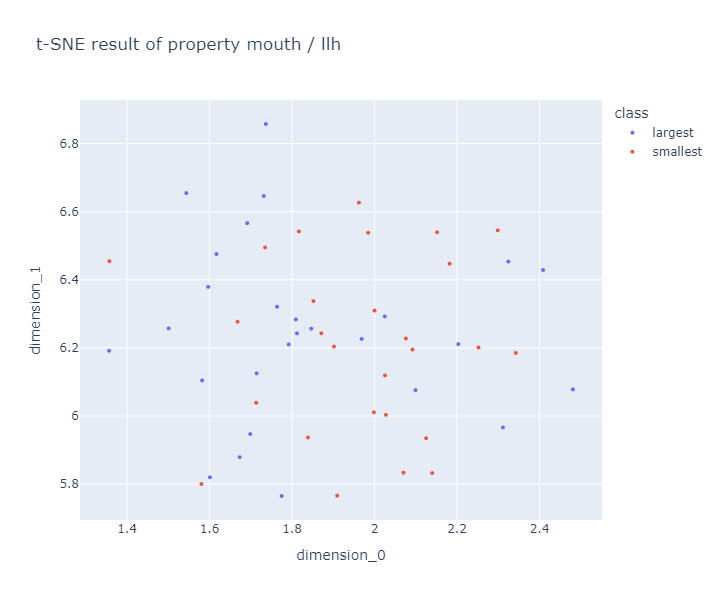 t-SNE result of property mouth / llh
class
largest
smallest
dimension_1
6.8
6.6
6.4
6.2
6
5.8
1.4
1.6
1.8
2
2.2
2.4
dimension_0